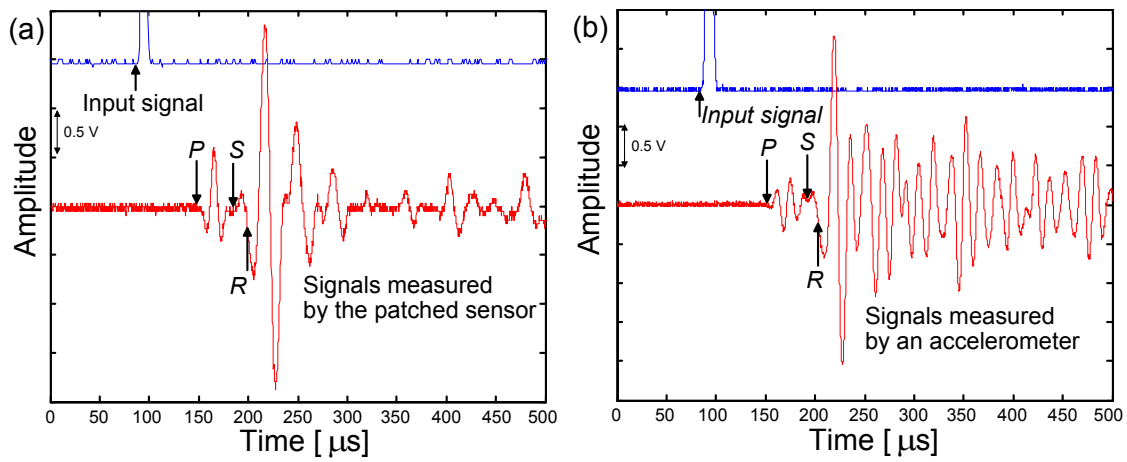 (a)
Input signal
0.5 V
P
S
R
Signals measured
by the patched sensor
Amplitude
0 50 100 150 200 250 300 350 400 450 500
Time [ μs]
(b)
Input signal
0.5 V
P
S
R
Signals measured
by an accelerometer
Amplitude
0 50 100 150 200 250 300 350 400 450 500
Time [ μs]